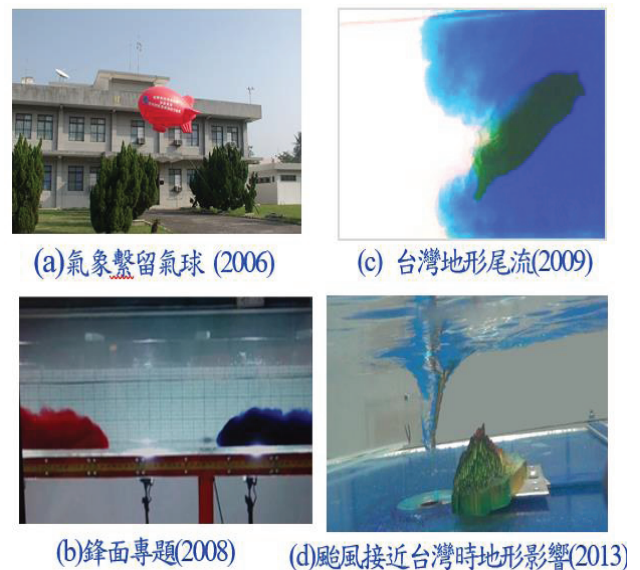 (a)氣象繫留氣球 (2006)
(c) 台灣地形尾流(2009)
(b)鋒面專題(2008)
(d)颱風接近台灣時地形影響(2013)